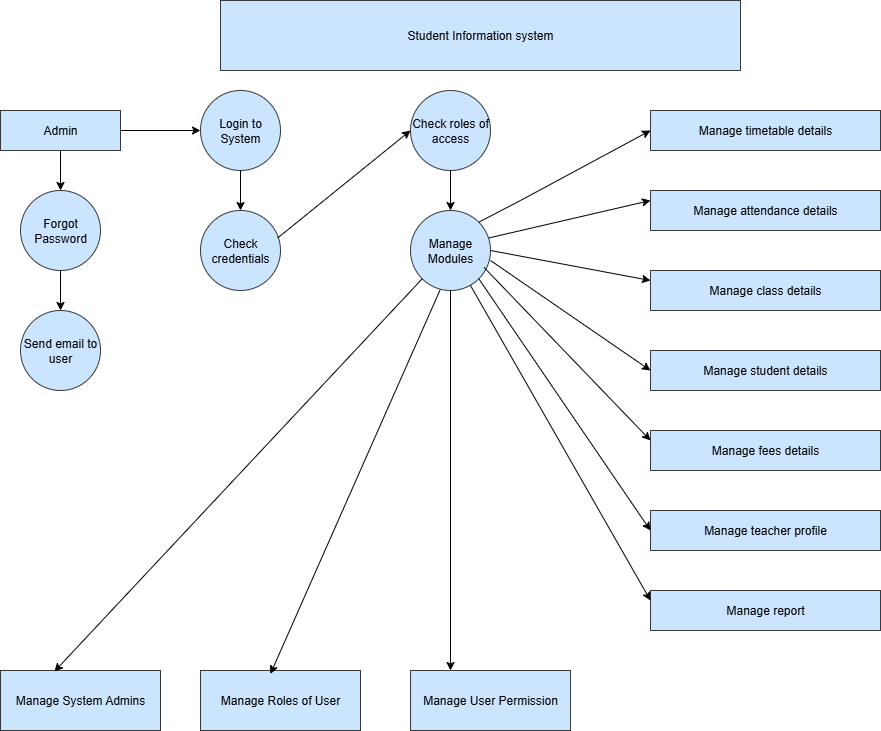 Student Information system
Admin
Login to
System
Check roles of
access
Manage timetable details
Forgot
Password
Check
credentials
Manage
Modules
Manage attendance details
Manage class details
Send email to
user
Manage student details
Manage fees details
Manage teacher profile
Manage report
Manage System Admins
Manage Roles of User
Manage User Permission